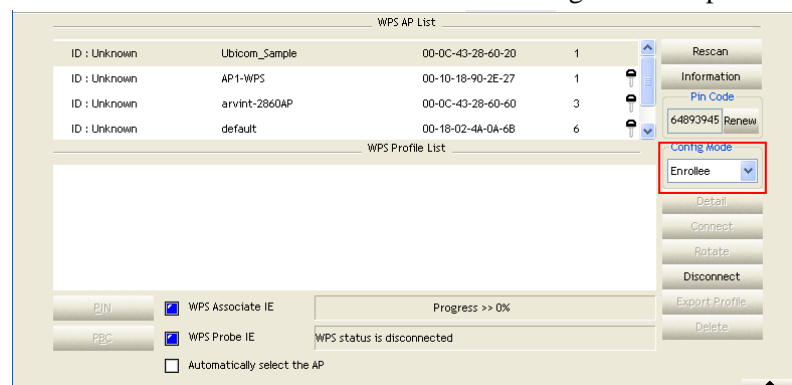 WPS AP List
ID : Unknown Ubicom_Sample 00-0C-43-28-60-20 1
ID : Unknown AP1-WPS 00-10-18-90-2E-27 1
ID : Unknown arvint-2860AP 00-0C-43-28-60-60 3
ID : Unknown default 00-18-02-4A-0A-6B 6
Rescan
Information
Pin Code
64893945 Renew
WPS Profile List
Config Mode
Enrollee
Detail
Connect
Rotate
Disconnect
Export Profile
Delete
PIN WPS Associate IE Progress >> 0%
PBC WPS Probe IE WPS status is disconnected
Automatically select the AP